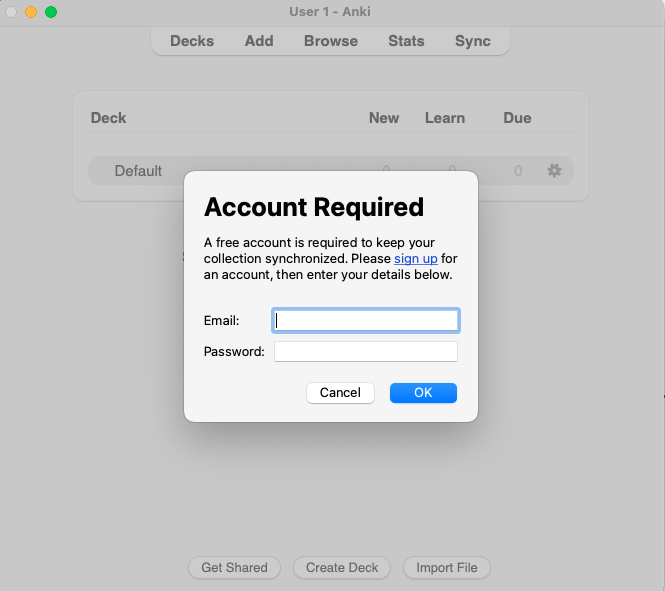 User 1 - Anki
Decks Add Browse Stats Sync
Deck New Learn Due
Default 0 0 0
Account Required
A free account is required to keep your
collection synchronized. Please sign up for
an account, then enter your details below.
Email:
Password:
Cancel OK
Get Shared Create Deck Import File